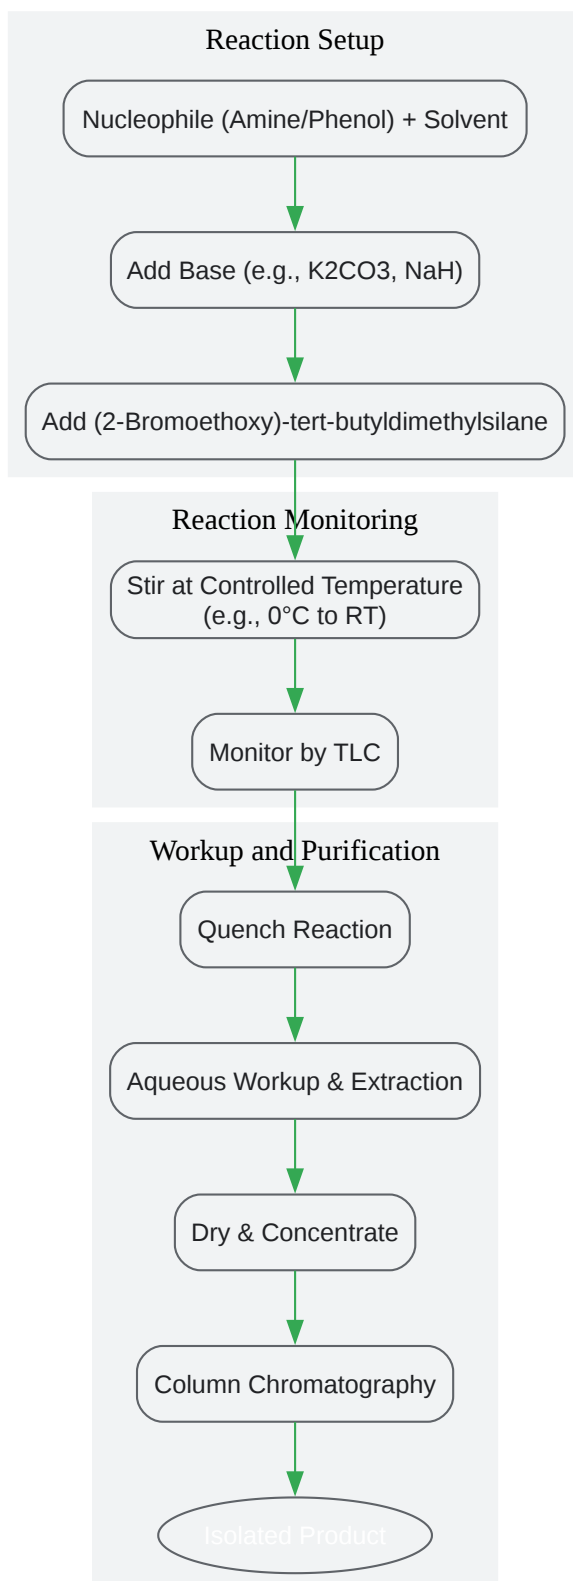 Reaction Setup
Nucleophile (Amine/Phenol) + Solvent
Add Base (e.g., K2CO3, NaH)
Add (2-Bromoethoxy)-tert-butyldimethylsilane
Reaction Monitoring
Stir at Controlled Temperature
(e.g., 0°C to RT)
Monitor by TLC
Workup and Purification
Quench Reaction
Aqueous Workup & Extraction
Dry & Concentrate
Column Chromatography
Isolated Product